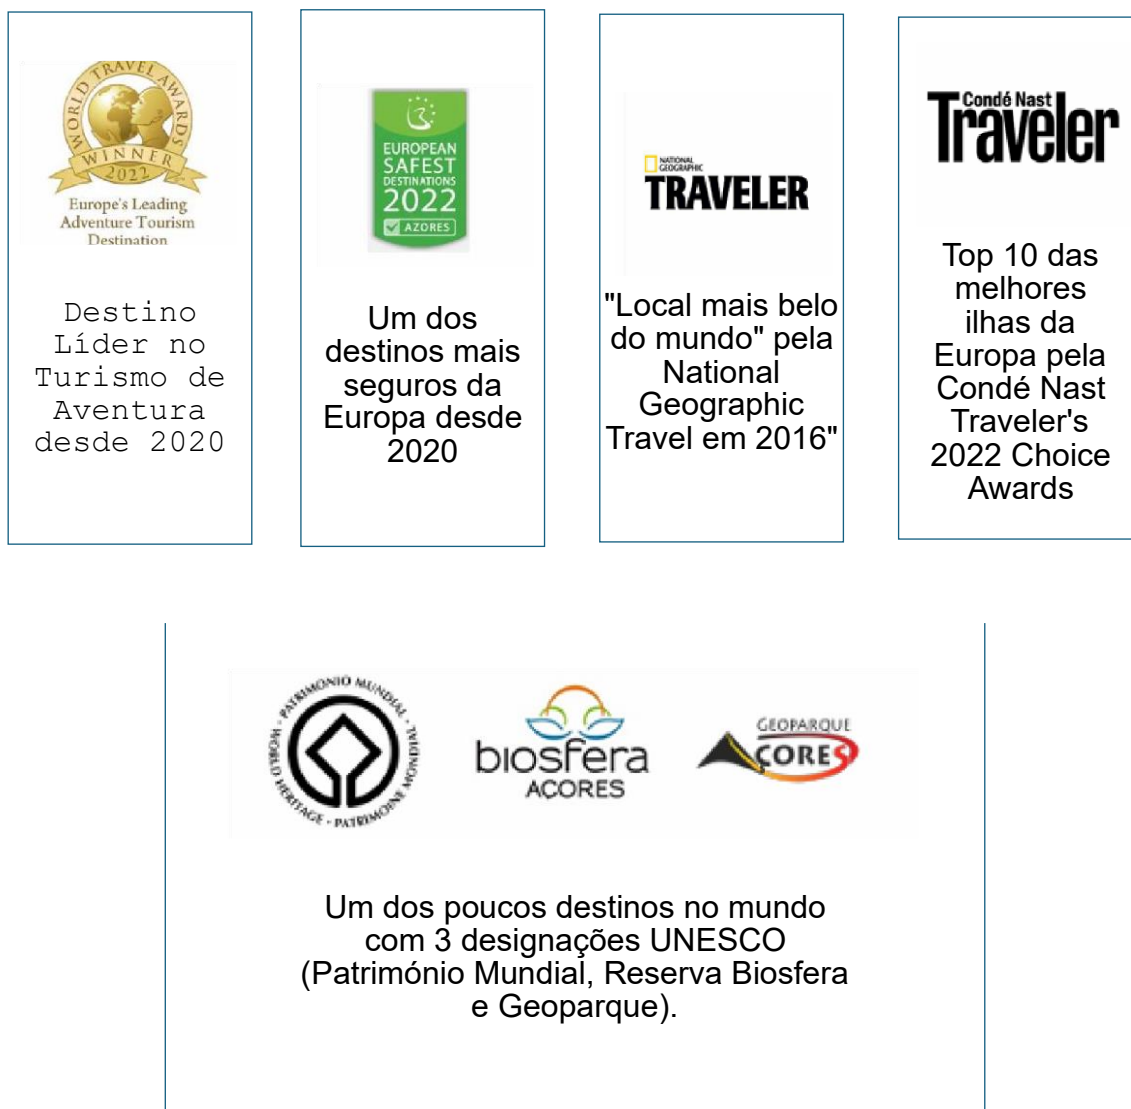 WORLD TRAVEL AWARDS
WINNER
2022
Europe's Leading
Adventure Tourism
Destination
Destino
Líder no
Turismo de
Aventura
desde 2020
EUROPEAN
SAFEST
DESTINATIONS
2022
AZORES
Um dos
destinos mais
seguros da
Europa desde
2020
NATIONAL
GEOGRAPHIC
TRAVELER
"Local mais belo
do mundo" pela
National
Geographic
Travel em 2016"
Condé Nast
Traveler
Top 10 das
melhores
ilhas da
Europa pela
Condé Nast
Traveler's
2022 Choice
Awards
PATRIMONIO MUNDIAL • WORLD HERITAGE • PATRIMOINE MONDIAL
biosfera
AÇORES
GEOPARQUE
AÇORES
Um dos poucos destinos no mundo
com 3 designações UNESCO
(Património Mundial, Reserva Biosfera
e Geoparque).